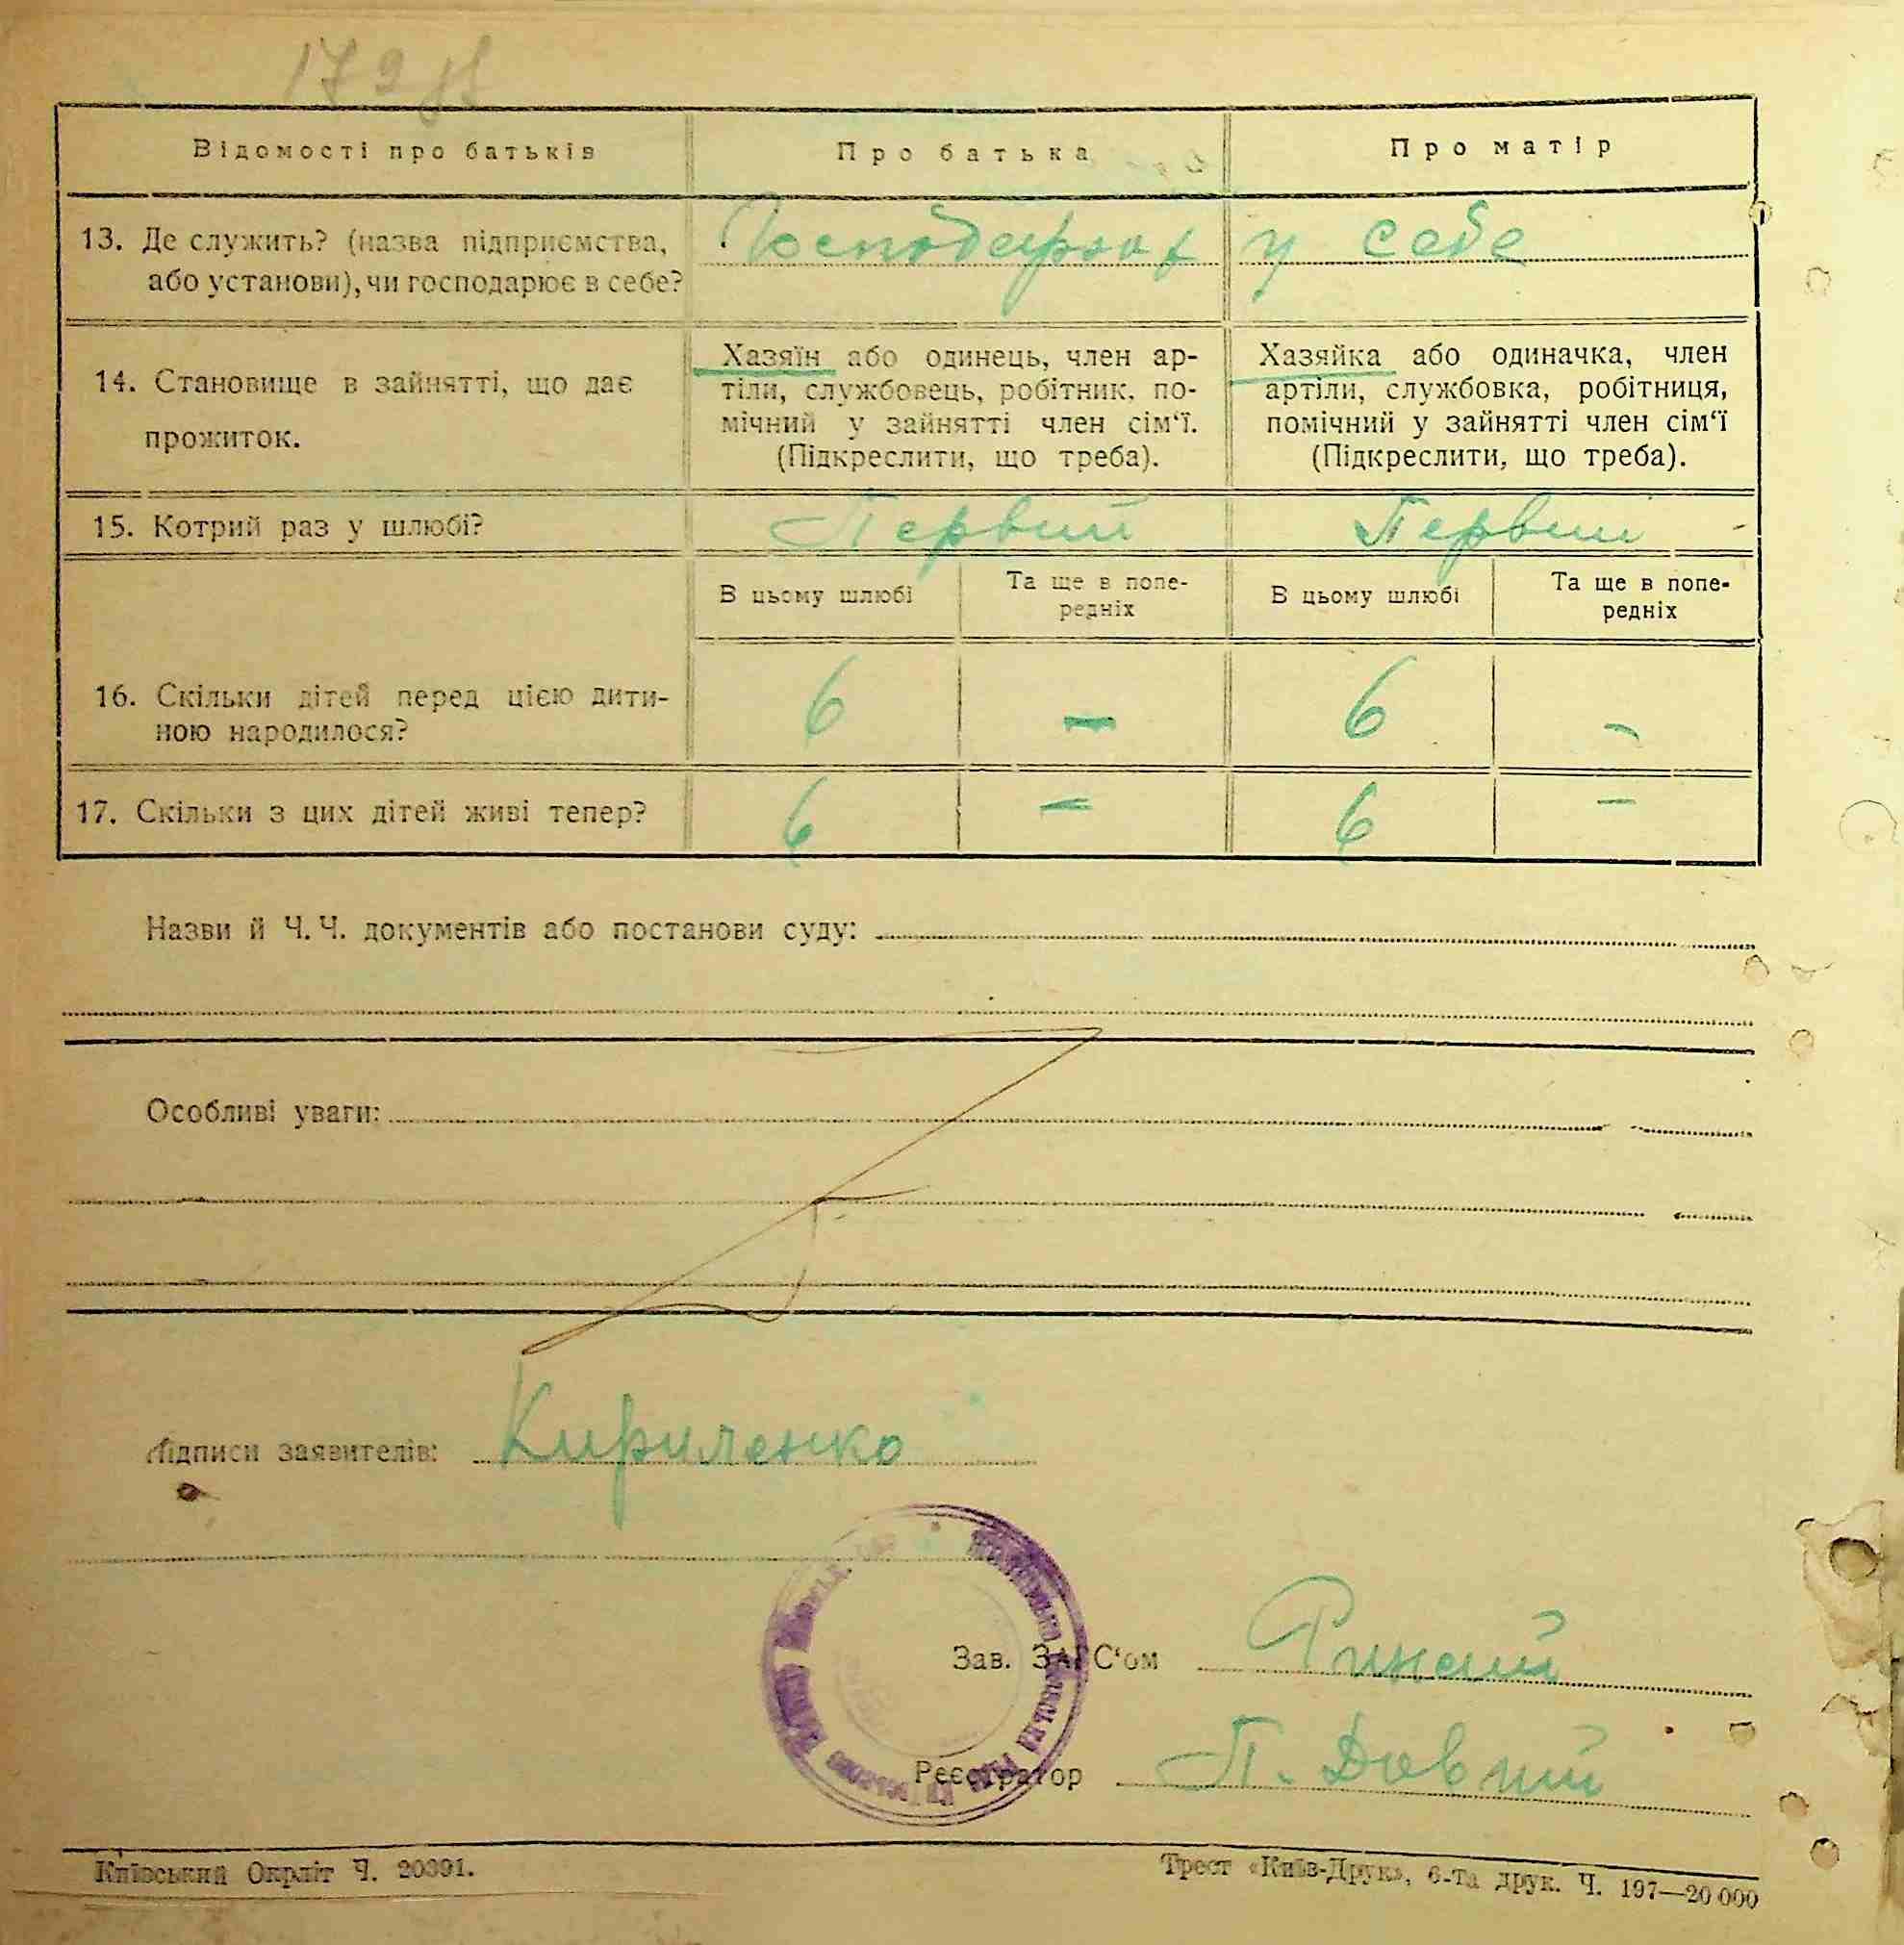 172
Відомості про батьків
Про батька
Про матір
13. Де служить? (назва підприємства,
або установи), чи господарює в себе?
у себе
14. Становище в зайнятті, що дає
прожиток.
Хазяїн або одинець, член ар-
тіли, службовець, робітник, по-
мічний у зайнятті член сім‘ї.
(Підкреслити, що треба).
Хазяйка або одиначка, член
артіли, службовка, робітниця,
помічний у зайнятті член сім‘ї
(Підкреслити, що треба).
15. Котрий раз у шлюбі?
Первий
Первий
В цьому шлюбі
Та ще в попе-
редніх
В цьому шлюбі
Та ще в попе-
редніх
16. Скільки дітей перед цією дити-
ною народилося?
6
–
6
–
17. Скільки з цих дітей живі тепер?
6
–
6
–
Назви й Ч. Ч. документів або постанови суду:
Особливі уваги:
Підписи заявителів:
Кириленко
Зав. ЗАГС‘ом
Реєстратор
П. Довгий
Київський Окрліт Ч. 20391.
Трест «Київ-Друк», 6-та друк. Ч. 197—20 000